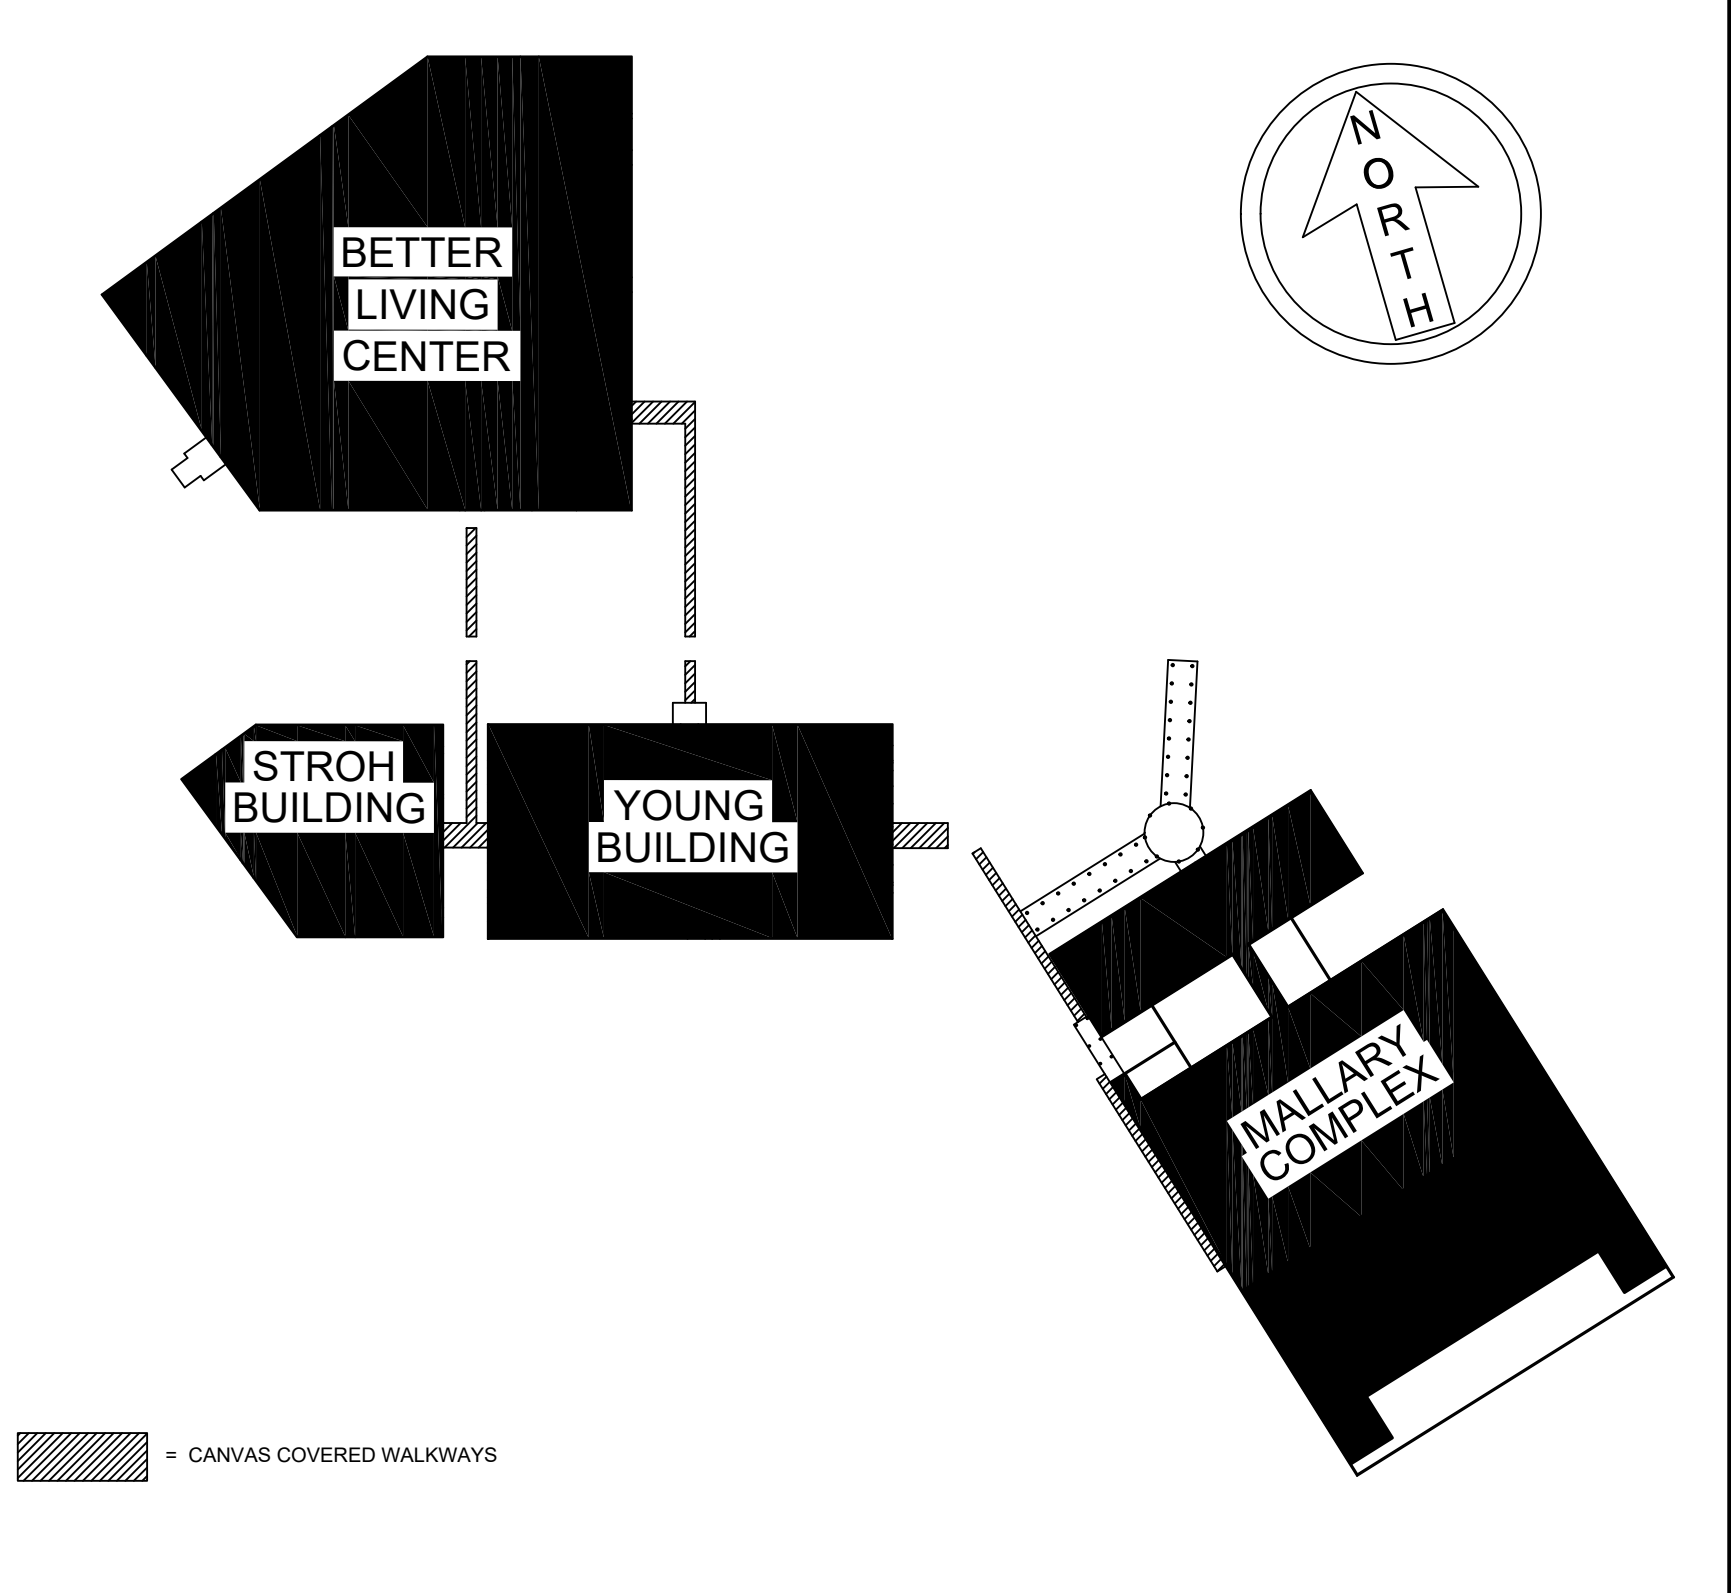 BETTER
LIVING
CENTER
N
O
R
T
H
STROH
BUILDING
YOUNG
BUILDING
MALLARY
COMPLEX
= CANVAS COVERED WALKWAYS